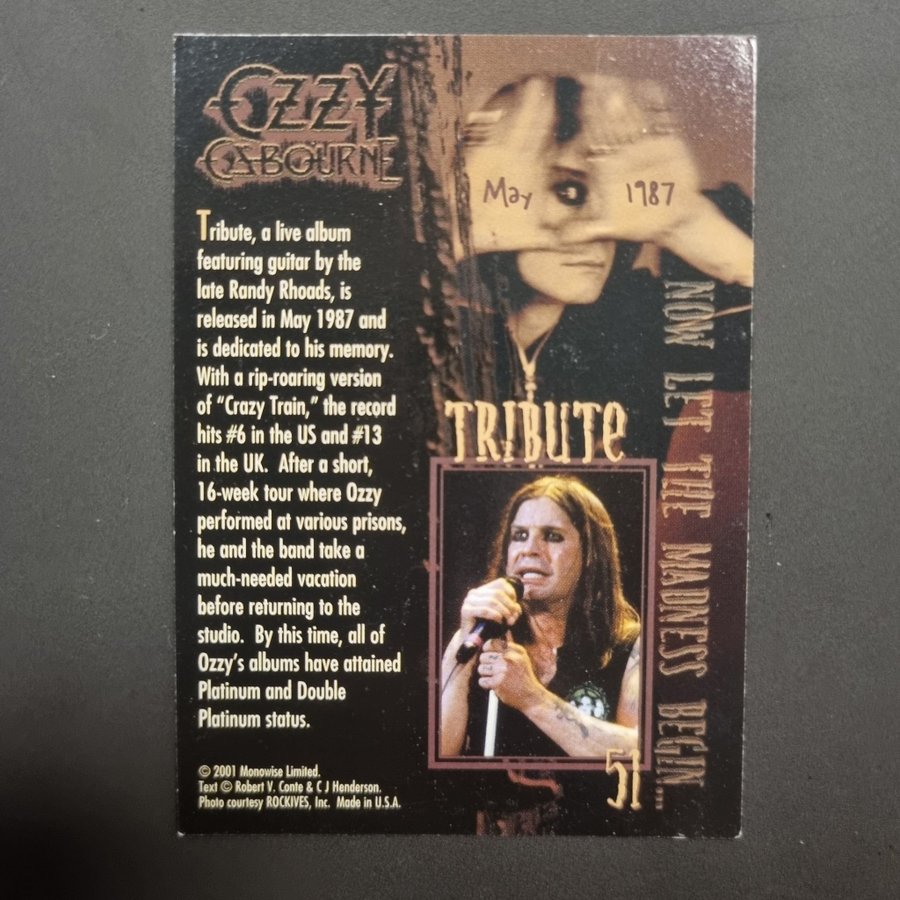 OZZY
OSBOURNE
Tribute, a live album
featuring guitar by the
late Randy Rhoads, is
released in May 1987 and
is dedicated to his memory.
With a rip-roaring version
of “Crazy Train,” the record
hits #6 in the US and #13
in the UK. After a short,
16-week tour where Ozzy
performed at various prisons,
he and the band take a
much-needed vacation
before returning to the
studio. By this time, all of
Ozzy’s albums have attained
Platinum and Double
Platinum status.
© 2001 Monowise Limited.
Text © Robert V. Conte & C J Henderson.
Photo courtesy ROCKIVES, Inc. Made in U.S.A.
May 1987
TRIBUTe
NOW LET THE MADNESS BEGIN...
51